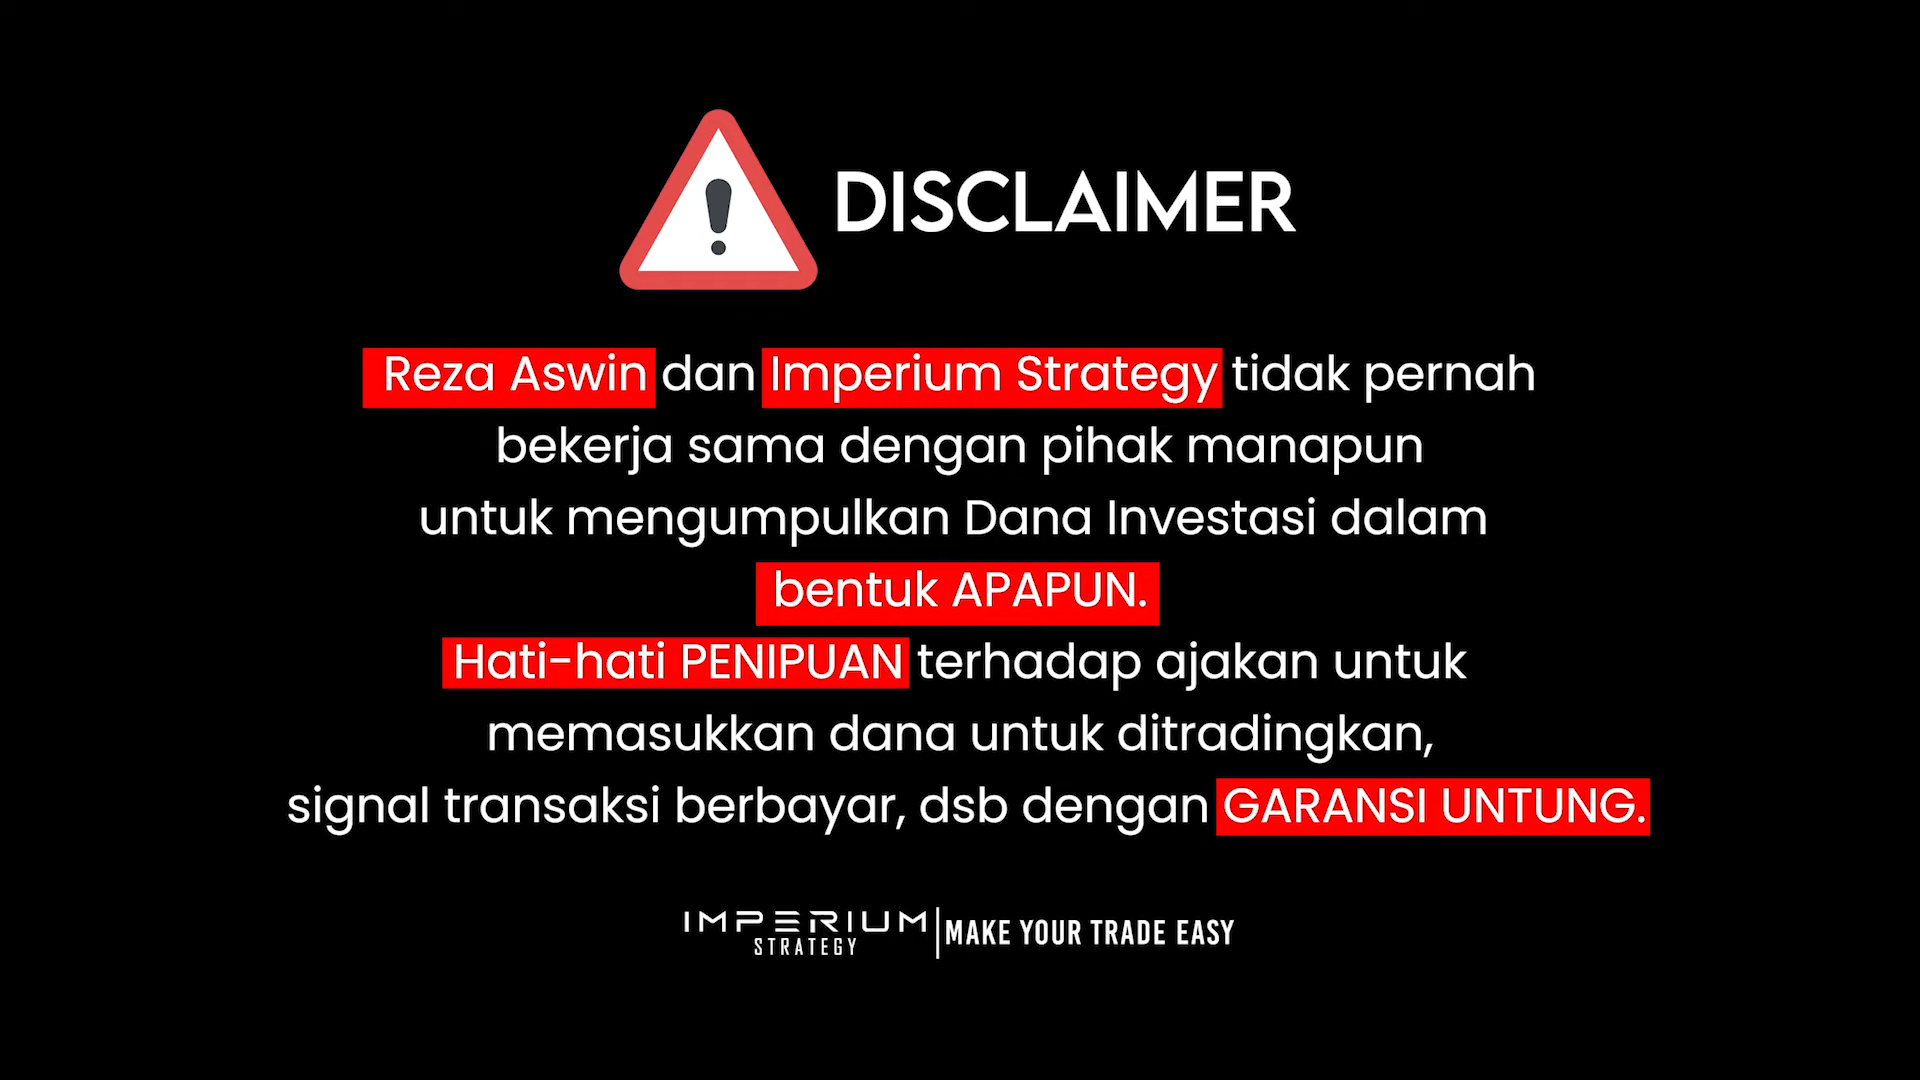 DISCLAIMER
Reza Aswin dan Imperium Strategy tidak pernah
bekerja sama dengan pihak manapun
untuk mengumpulkan Dana Investasi dalam
bentuk APAPUN.
Hati-hati PENIPUAN terhadap ajakan untuk
memasukkan dana untuk ditradingkan,
signal transaksi berbayar, dsb dengan GARANSI UNTUNG.
IMPERIUM
STRATEGY
MAKE YOUR TRADE EASY